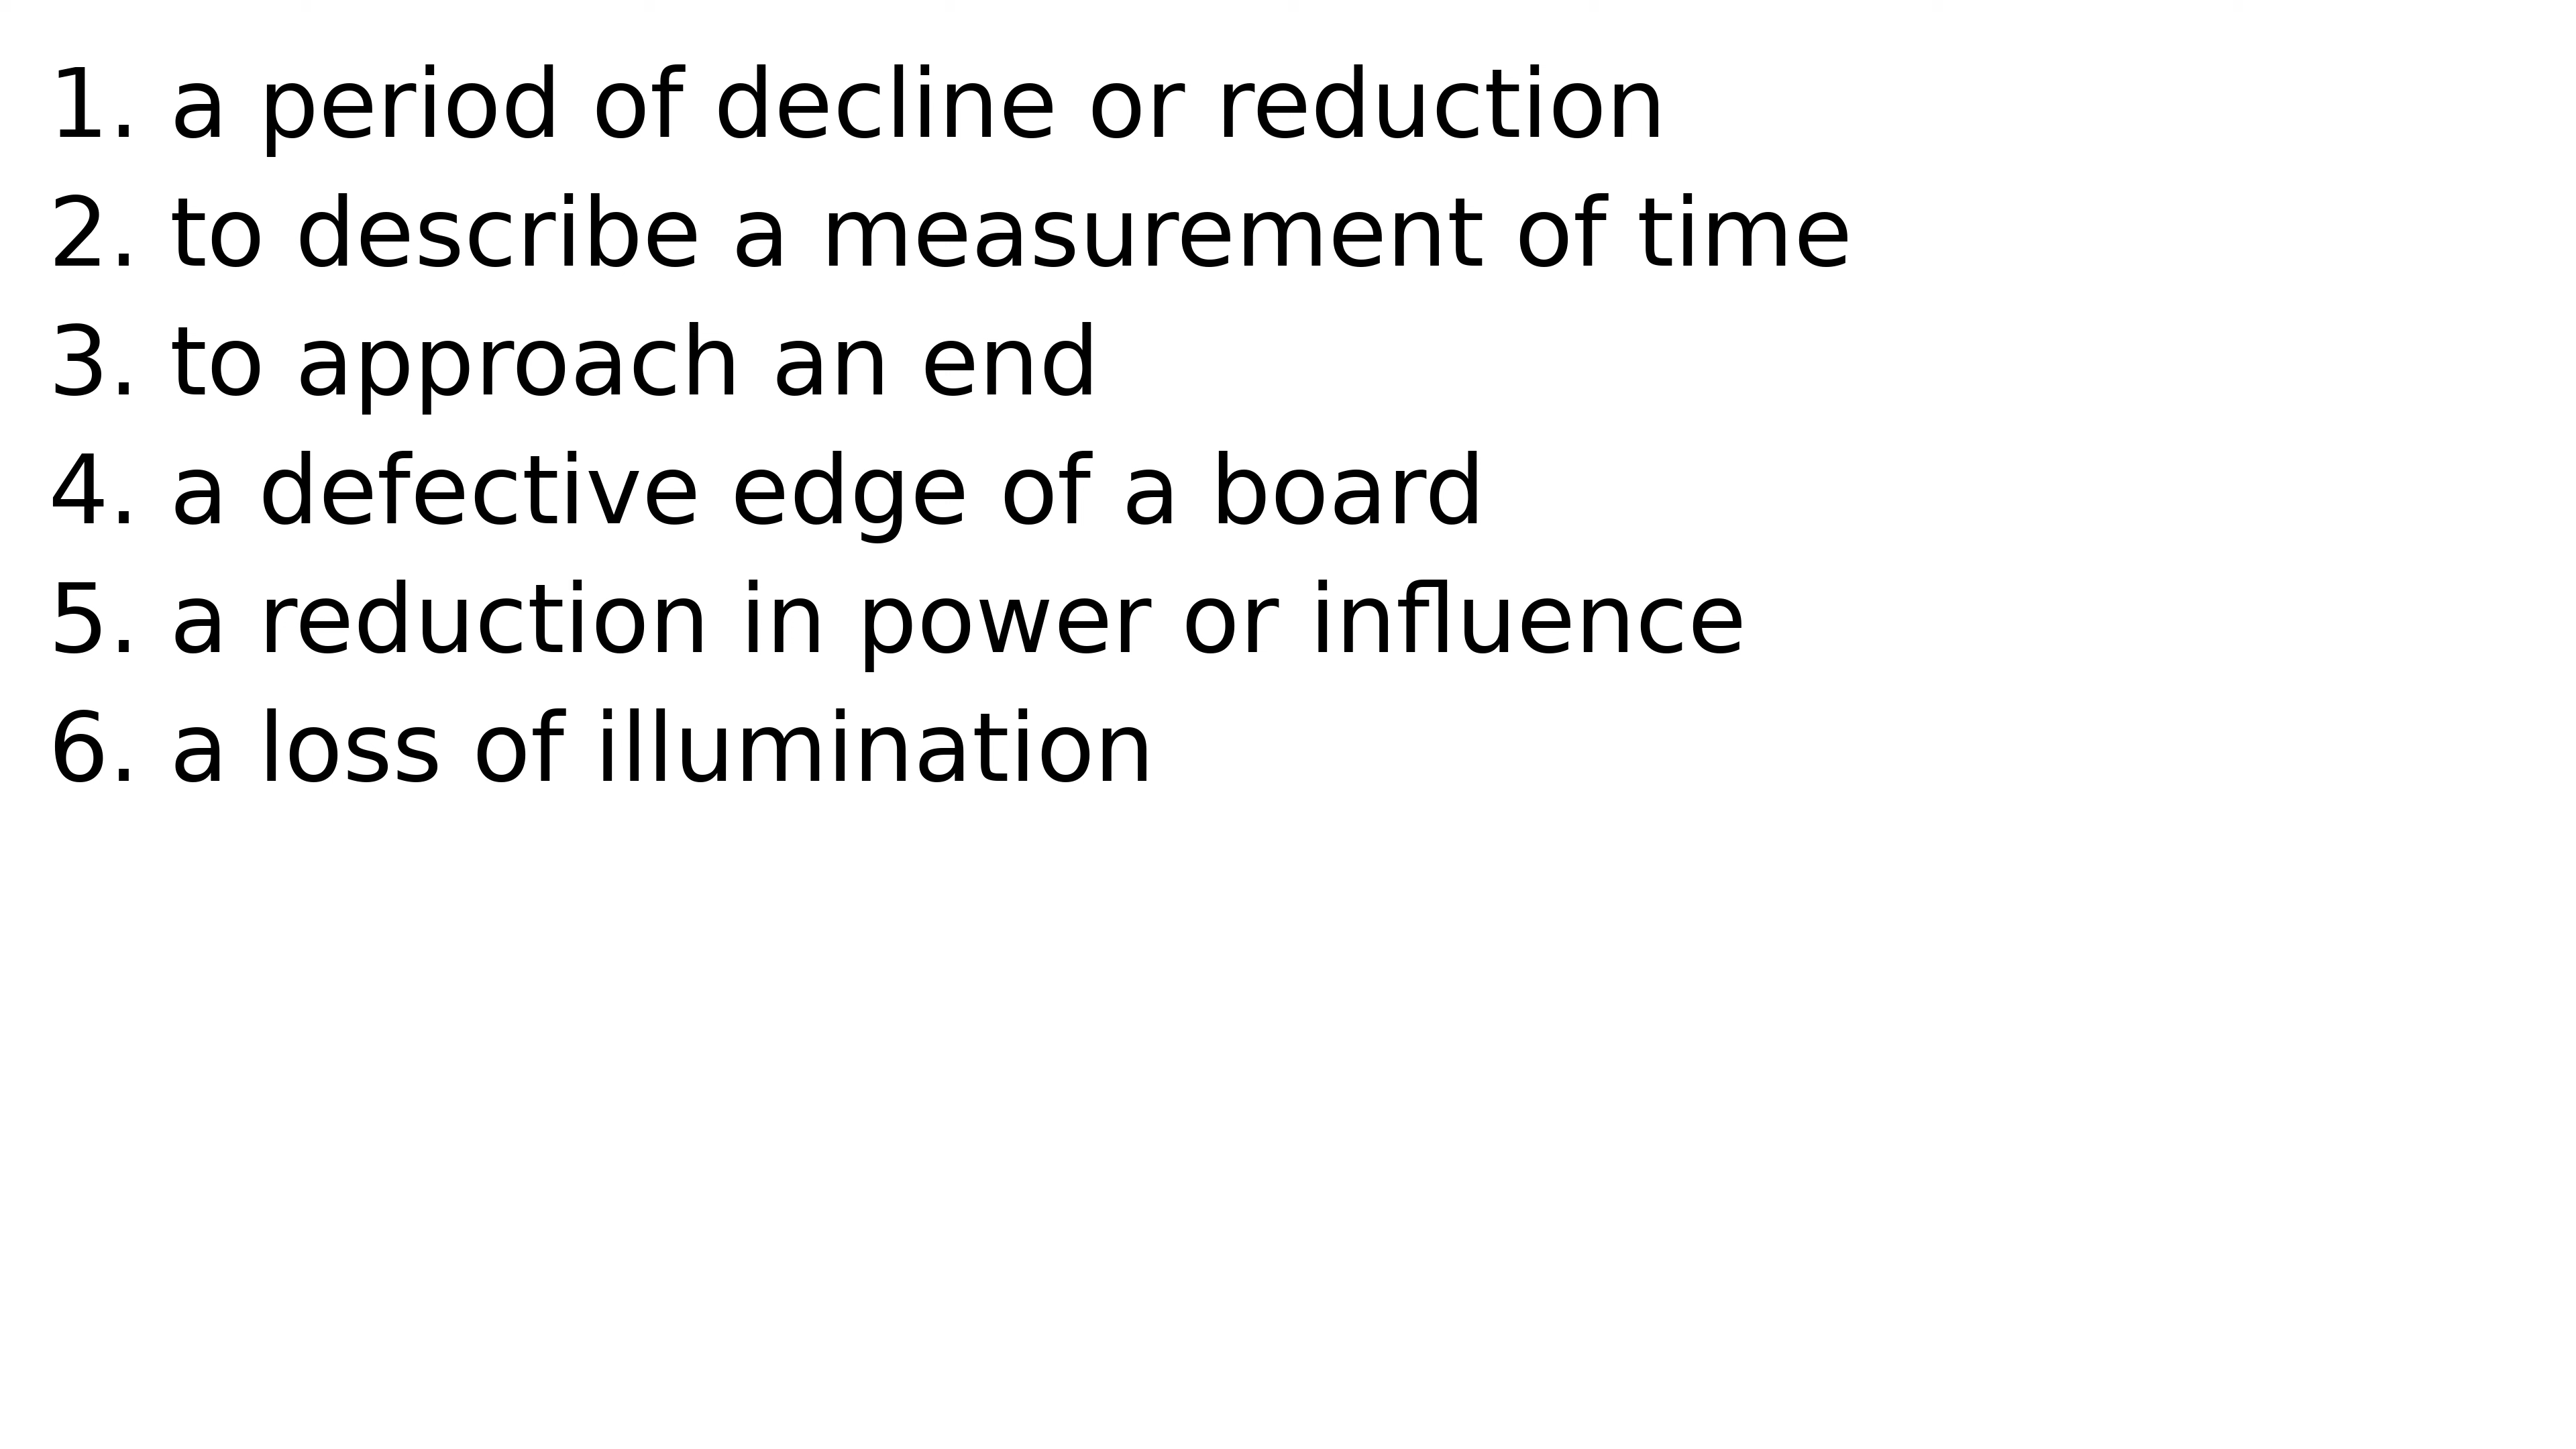 1. a period of decline or reduction
2. to describe a measurement of time
3. to approach an end
4. a defective edge of a board
5. a reduction in power or influence
6. a loss of illumination